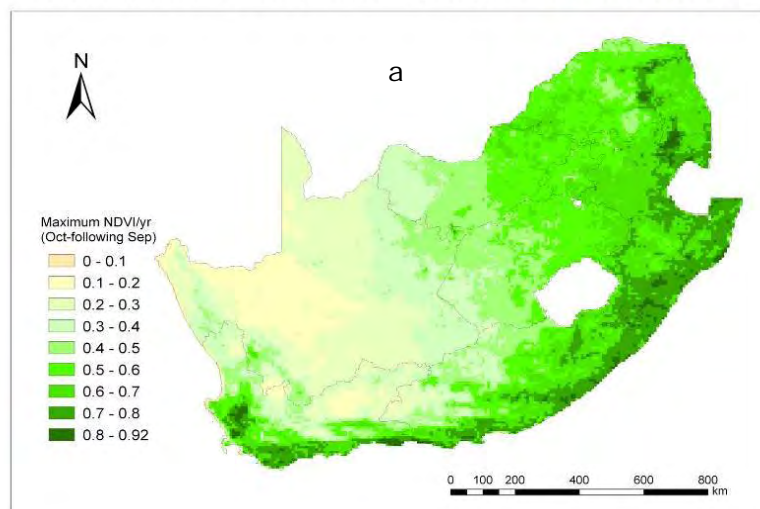 N
a
Maximum NDVI/yr
(Oct-following Sep)
0 - 0.1
0.1 - 0.2
0.2 - 0.3
0.3 - 0.4
0.4 - 0.5
0.5 - 0.6
0.6 - 0.7
0.7 - 0.8
0.8 - 0.92
0 100 200 400 600 800
km